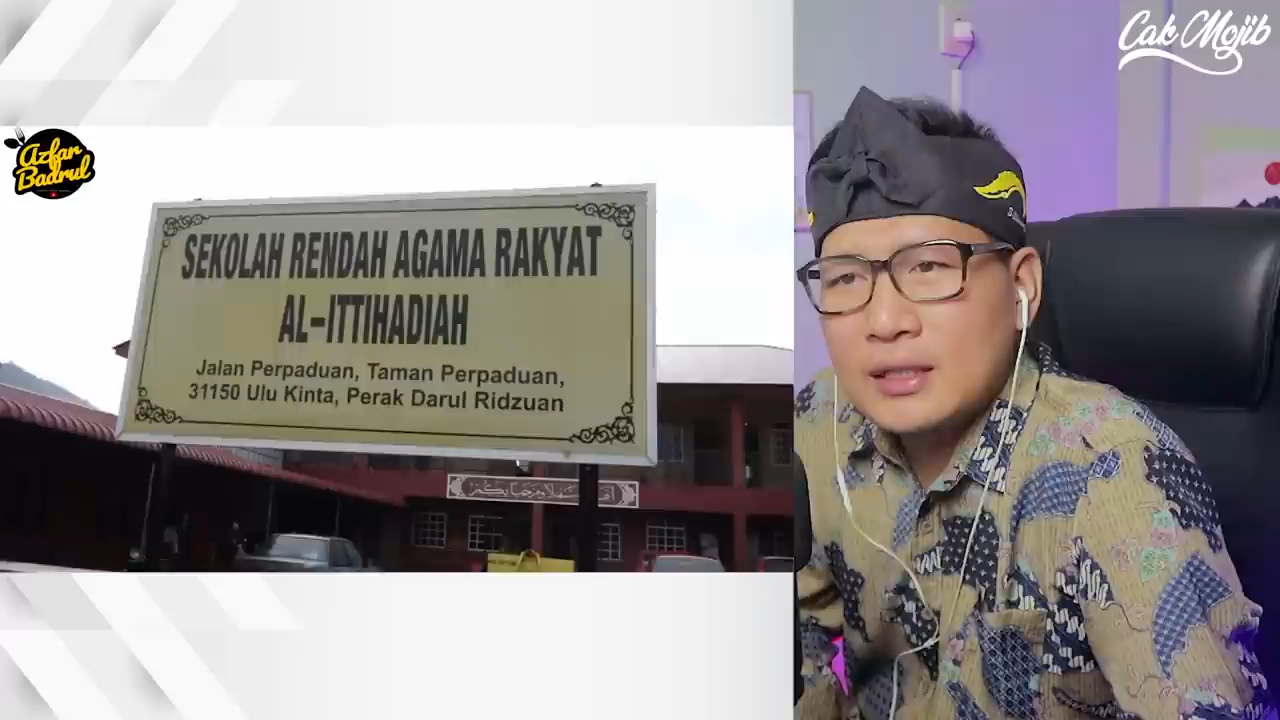 Cak Mojib
Azfar
Badrul
SEKOLAH RENDAH AGAMA RAKYAT
AL-ITTIHADIAH
Jalan Perpaduan, Taman Perpaduan,
31150 Ulu Kinta, Perak Darul Ridzuan